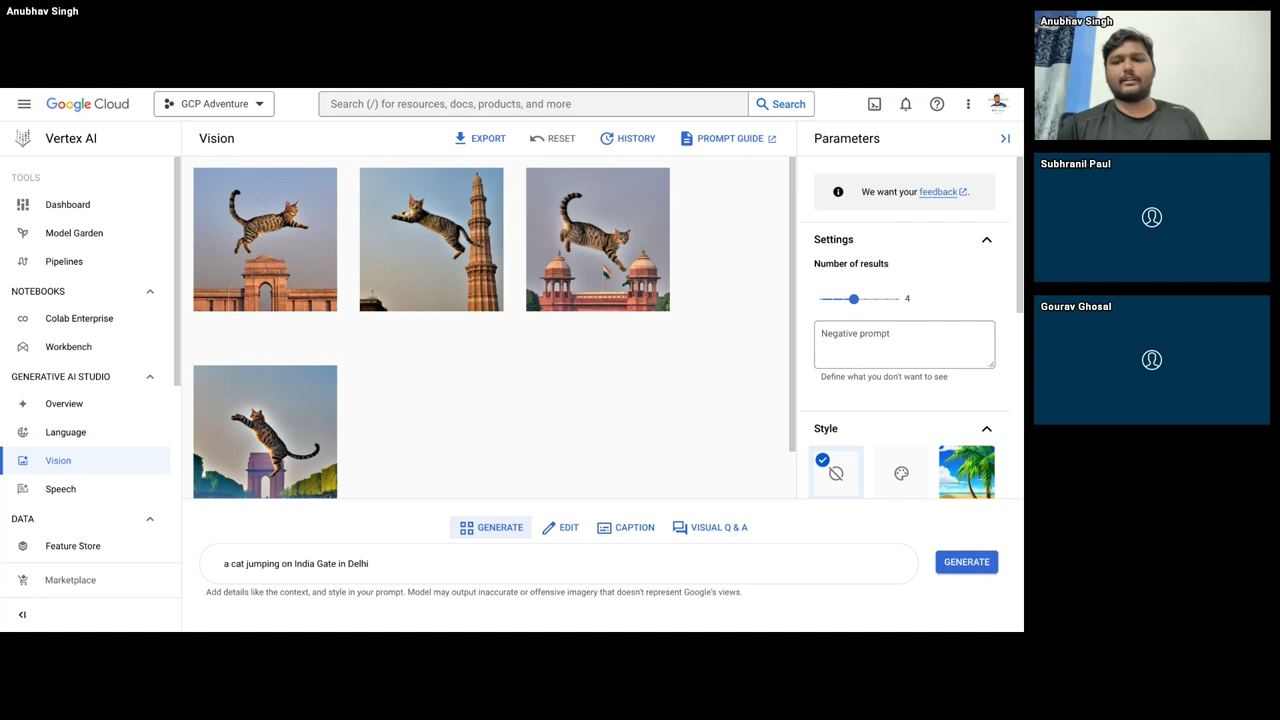 Anubhav Singh
Anubhav Singh
Subhranil Paul
Gourav Ghosal
Google Cloud
GCP Adventure
Search (/) for resources, docs, products, and more
Search
Vertex AI
TOOLS
Dashboard
Model Garden
Pipelines
NOTEBOOKS
Colab Enterprise
Workbench
GENERATIVE AI STUDIO
Overview
Language
Vision
Speech
DATA
Feature Store
Marketplace
Vision
EXPORT
RESET
HISTORY
PROMPT GUIDE
GENERATE
EDIT
CAPTION
VISUAL Q & A
a cat jumping on India Gate in Delhi
GENERATE
Add details like the context, and style in your prompt. Model may output inaccurate or offensive imagery that doesn't represent Google's views.
Parameters
We want your feedback.
Settings
Number of results
4
Negative prompt
Define what you don't want to see
Style